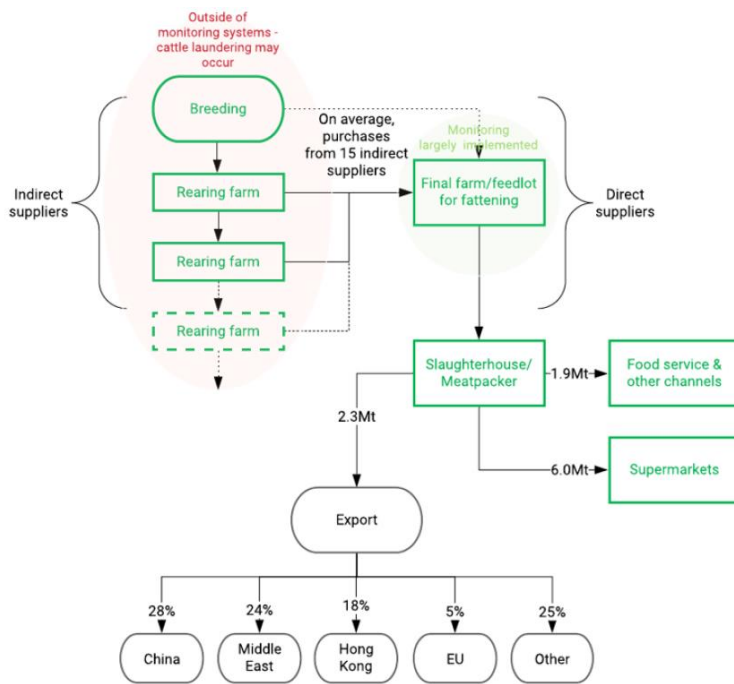 Outside of
monitoring systems -
cattle laundering may
occur
Breeding
On average,
purchases
from 15 indirect
suppliers
Monitoring
largely implemented
Indirect
suppliers
Rearing farm
Final farm/feedlot
for fattening
Direct
suppliers
Rearing farm
Rearing farm
Slaughterhouse/
Meatpacker
1.9Mt
Food service &
other channels
2.3Mt
6.0Mt
Supermarkets
Export
28%
24%
18%
5%
25%
China
Middle
East
Hong
Kong
EU
Other